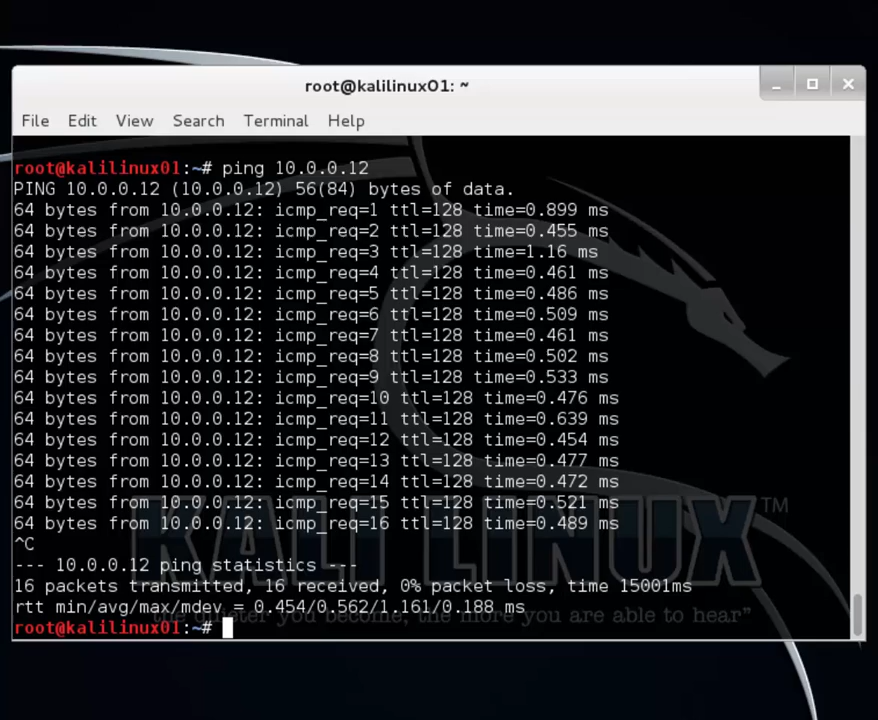 root@kalilinux01: ~
File Edit View Search Terminal Help
root@kalilinux01:~# ping 10.0.0.12
PING 10.0.0.12 (10.0.0.12) 56(84) bytes of data.
64 bytes from 10.0.0.12: icmp_req=1 ttl=128 time=0.899 ms
64 bytes from 10.0.0.12: icmp_req=2 ttl=128 time=0.455 ms
64 bytes from 10.0.0.12: icmp_req=3 ttl=128 time=1.16 ms
64 bytes from 10.0.0.12: icmp_req=4 ttl=128 time=0.461 ms
64 bytes from 10.0.0.12: icmp_req=5 ttl=128 time=0.486 ms
64 bytes from 10.0.0.12: icmp_req=6 ttl=128 time=0.509 ms
64 bytes from 10.0.0.12: icmp_req=7 ttl=128 time=0.461 ms
64 bytes from 10.0.0.12: icmp_req=8 ttl=128 time=0.502 ms
64 bytes from 10.0.0.12: icmp_req=9 ttl=128 time=0.533 ms
64 bytes from 10.0.0.12: icmp_req=10 ttl=128 time=0.476 ms
64 bytes from 10.0.0.12: icmp_req=11 ttl=128 time=0.639 ms
64 bytes from 10.0.0.12: icmp_req=12 ttl=128 time=0.454 ms
64 bytes from 10.0.0.12: icmp_req=13 ttl=128 time=0.477 ms
64 bytes from 10.0.0.12: icmp_req=14 ttl=128 time=0.472 ms
64 bytes from 10.0.0.12: icmp_req=15 ttl=128 time=0.521 ms
64 bytes from 10.0.0.12: icmp_req=16 ttl=128 time=0.489 ms
^C
--- 10.0.0.12 ping statistics ---
16 packets transmitted, 16 received, 0% packet loss, time 15001ms
rtt min/avg/max/mdev = 0.454/0.562/1.161/0.188 ms
root@kalilinux01:~#
KALI LINUX™
the quieter you become, the more you are able to hear”